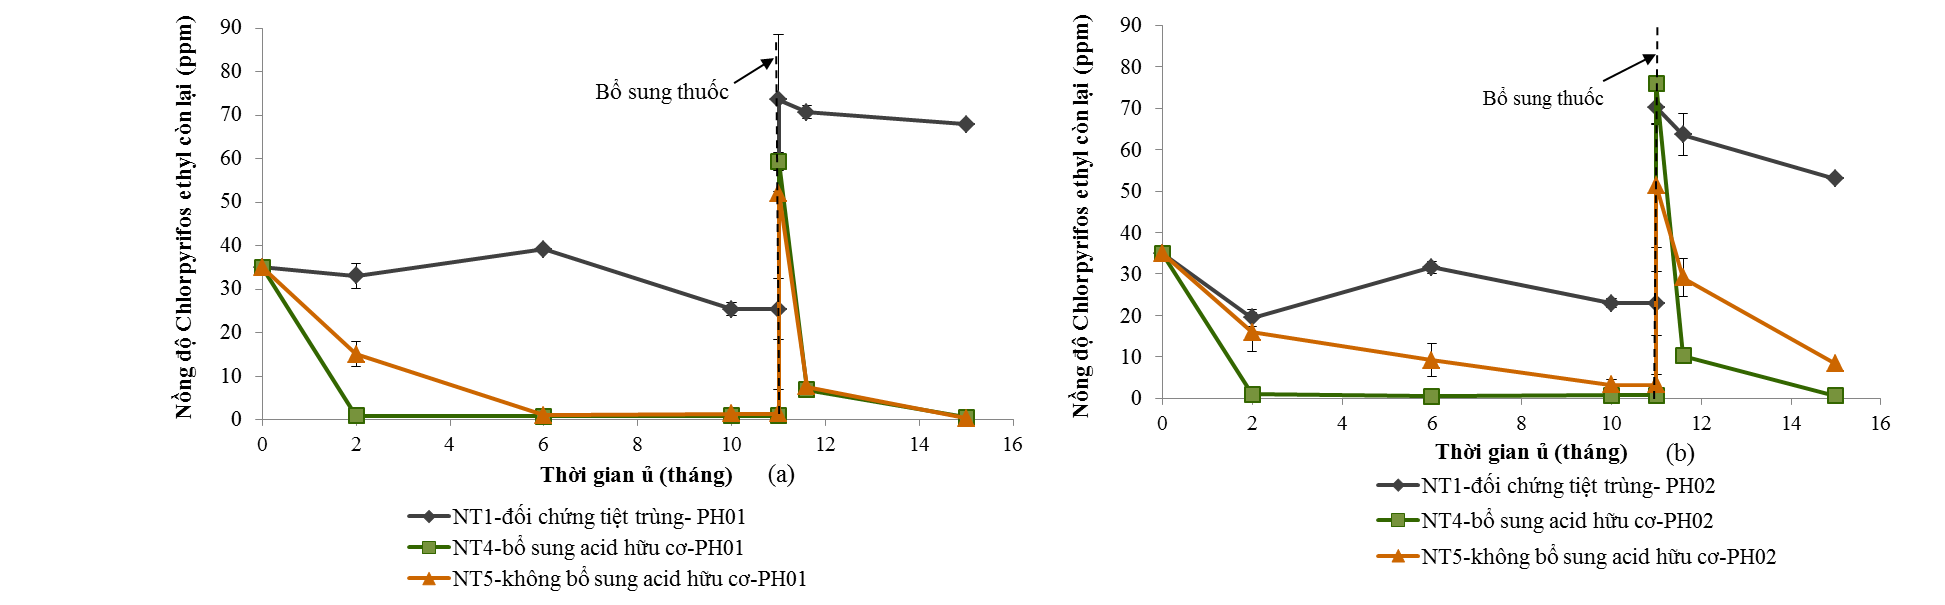 Nồng độ Chlorpyrifos ethyl còn lại (ppm)
90
80
70
60
50
40
30
20
10
0
Bổ sung thuốc
0 2 4 6 8 10 12 14 16
Thời gian ủ (tháng) (a)
NT1-đối chứng tiệt trùng- PH01
NT4-bổ sung acid hữu cơ-PH01
NT5-không bổ sung acid hữu cơ-PH01
Nồng độ Chlorpyrifos ethyl còn lại (ppm)
90
80
70
60
50
40
30
20
10
0
Bổ sung thuốc
0 2 4 6 8 10 12 14 16
Thời gian ủ (tháng) (b)
NT1-đối chứng tiệt trùng- PH02
NT4-bổ sung acid hữu cơ-PH02
NT5-không bổ sung acid hữu cơ-PH02